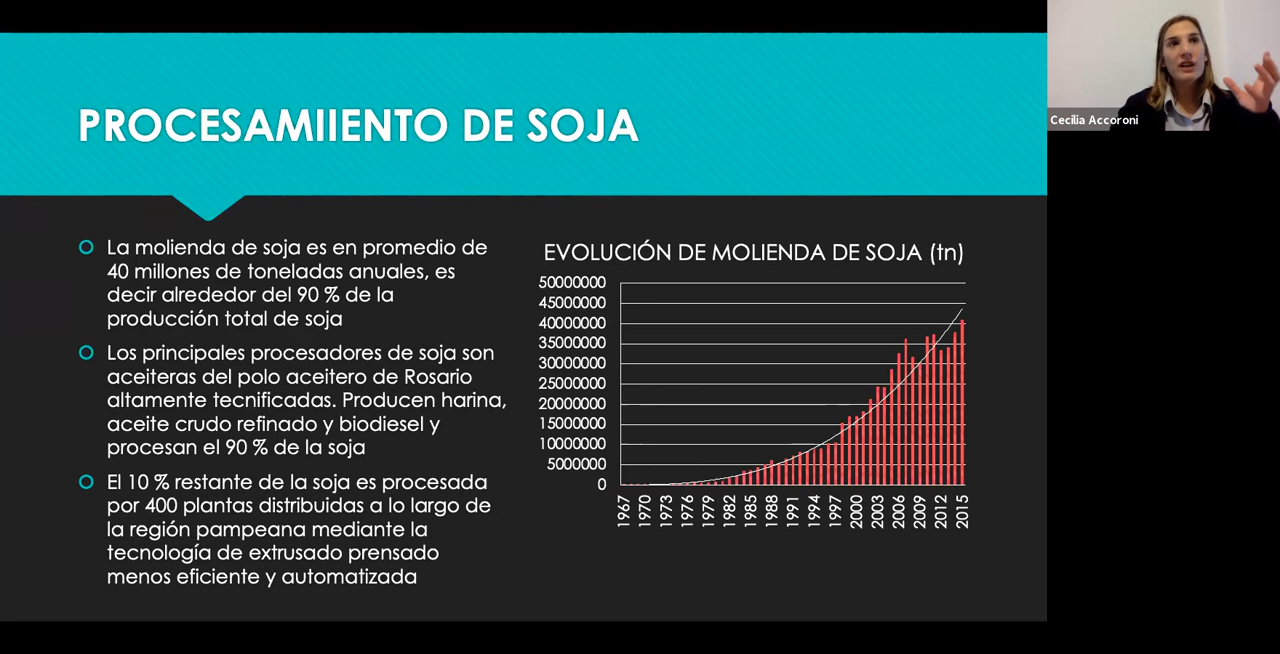 PROCESAMIIENTO DE SOJA
Cecilia Accoroni
La molienda de soja es en promedio de
40 millones de toneladas anuales, es
decir alrededor del 90 % de la
producción total de soja
Los principales procesadores de soja son
aceiteras del polo aceitero de Rosario
altamente tecnificadas. Producen harina,
aceite crudo refinado y biodiesel y
procesan el 90 % de la soja
El 10 % restante de la soja es procesada
por 400 plantas distribuidas a lo largo de
la región pampeana mediante la
tecnología de extrusado prensado
menos eficiente y automatizada
EVOLUCIÓN DE MOLIENDA DE SOJA (tn)
50000000
45000000
40000000
35000000
30000000
25000000
20000000
15000000
10000000
5000000
0
1967
1970
1973
1976
1979
1982
1985
1988
1991
1994
1997
2000
2003
2006
2009
2012
2015